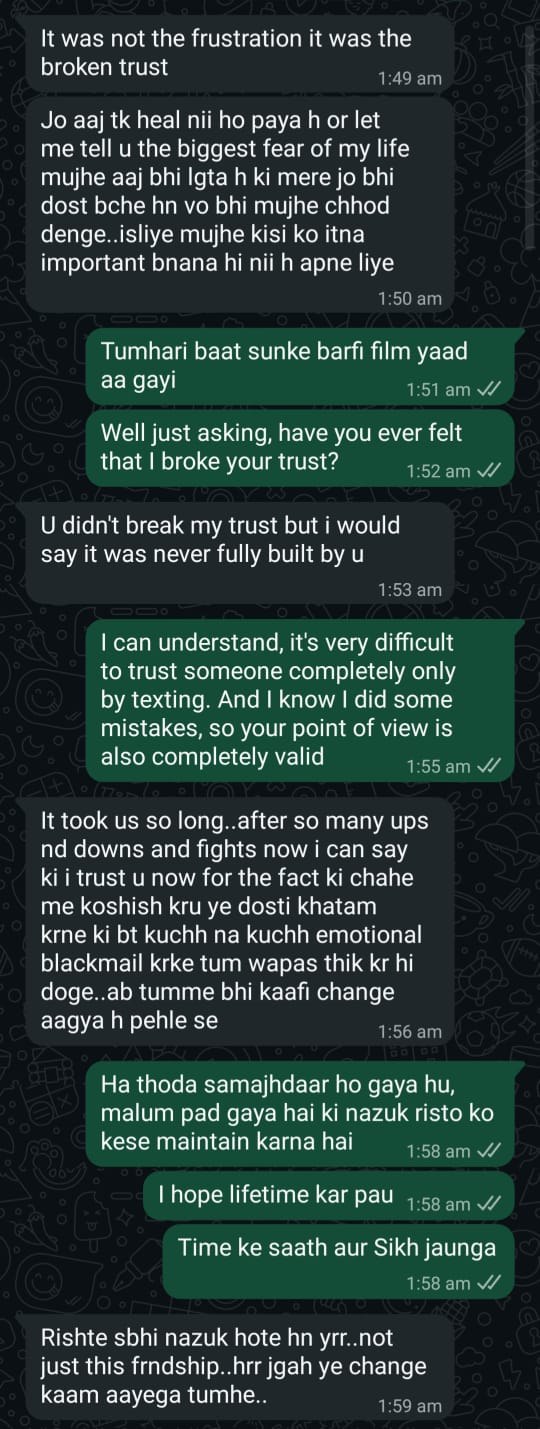 It was not the frustration it was the
broken trust
1:49 am
Jo aaj tk heal nii ho paya h or let
me tell u the biggest fear of my life
mujhe aaj bhi lgta h ki mere jo bhi
dost bche hn vo bhi mujhe chhod
denge..isliye mujhe kisi ko itna
important bnana hi nii h apne liye
1:50 am
Tumhari baat sunke barfi film yaad
aa gayi
1:51 am
Well just asking, have you ever felt
that I broke your trust?
1:52 am
U didn't break my trust but i would
say it was never fully built by u
1:53 am
I can understand, it's very difficult
to trust someone completely only
by texting. And I know I did some
mistakes, so your point of view is
also completely valid
1:55 am
It took us so long..after so many ups
nd downs and fights now i can say
ki i trust u now for the fact ki chahe
me koshish kru ye dosti khatam
krne ki bt kuchh na kuchh emotional
blackmail krke tum wapas thik kr hi
doge..ab tumme bhi kaafi change
aagya h pehle se
1:56 am
Ha thoda samajhdaar ho gaya hu,
malum pad gaya hai ki nazuk risto ko
kese maintain karna hai
1:58 am
I hope lifetime kar pau
1:58 am
Time ke saath aur Sikh jaunga
1:58 am
Rishte sbhi nazuk hote hn yrr..not
just this frndship..hrr jgah ye change
kaam aayega tumhe..
1:59 am